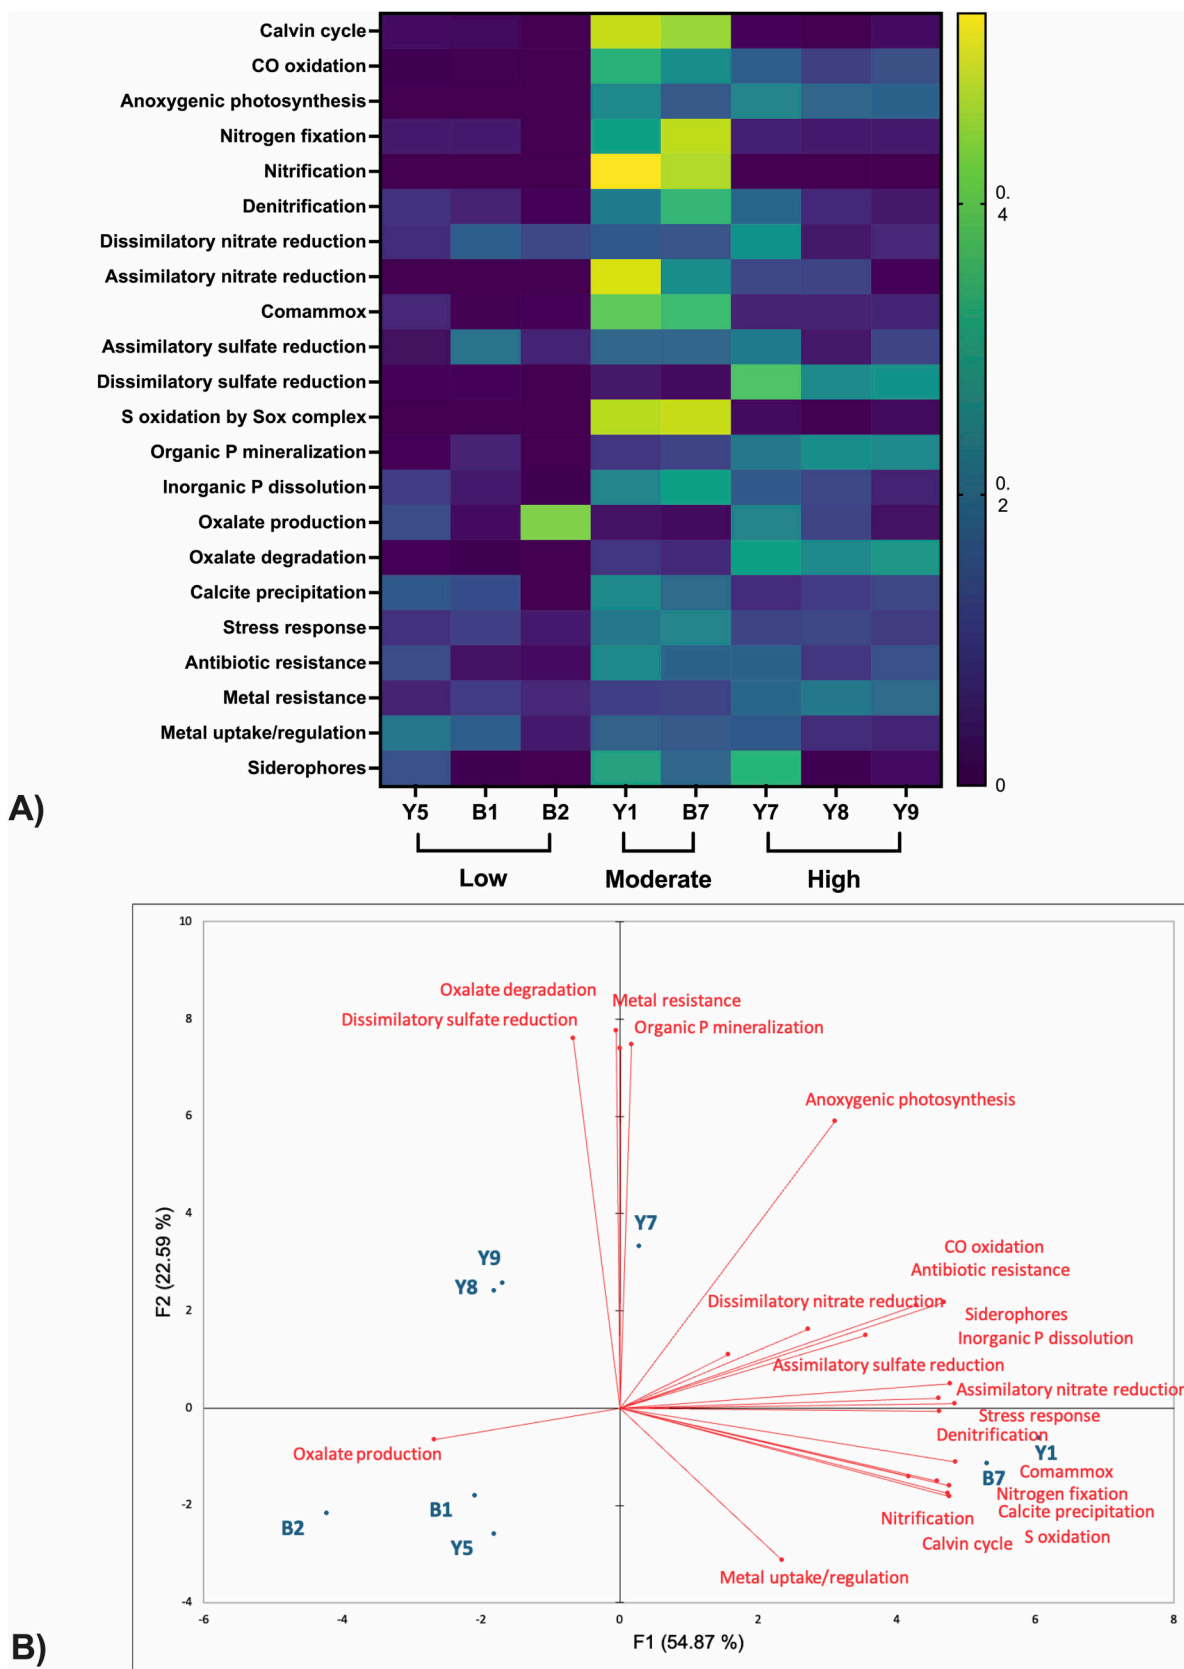 Calvin cycle
CO oxidation
Anoxygenic photosynthesis
Nitrogen fixation
Nitrification
Denitrification
Dissimilatory nitrate reduction
Assimilatory nitrate reduction
Comammox
Assimilatory sulfate reduction
Dissimilatory sulfate reduction
S oxidation by Sox complex
Organic P mineralization
Inorganic P dissolution
Oxalate production
Oxalate degradation
Calcite precipitation
Stress response
Antibiotic resistance
Metal resistance
Metal uptake/regulation
Siderophores
0.
4
0.
2
0
A)
Y5 B1 B2 Y1 B7 Y7 Y8 Y9
Low Moderate High
10
8
6
4
2
0
-2
-4
F2 (22.59 %)
Oxalate degradation
Metal resistance
Dissimilatory sulfate reduction
Organic P mineralization
Anoxygenic photosynthesis
Y7
Y9
Y8
CO oxidation
Antibiotic resistance
Dissimilatory nitrate reduction
Siderophores
Inorganic P dissolution
Assimilatory sulfate reduction
Assimilatory nitrate reduction
Stress response
Denitrification
Y1
Oxalate production
Comammox
B7
Nitrogen fixation
B1
Calcite precipitation
Nitrification
B2
S oxidation
Y5
Calvin cycle
Metal uptake/regulation
-6 -4 -2 0 2 4 6 8
F1 (54.87 %)
B)